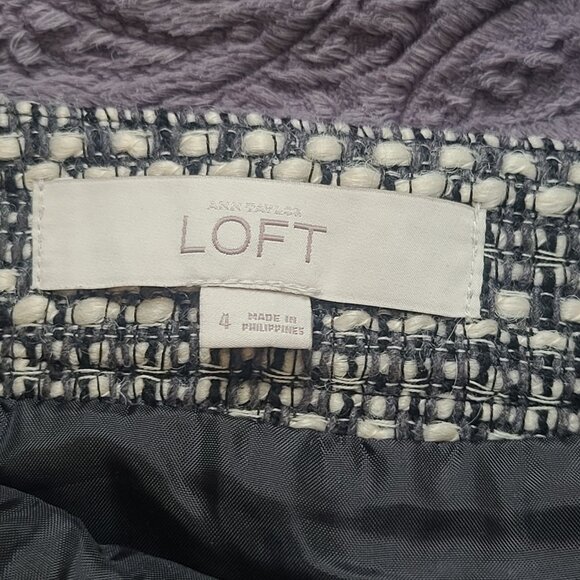 ANN TAYLOR
LOFT
4
MADE IN
PHILIPPINES